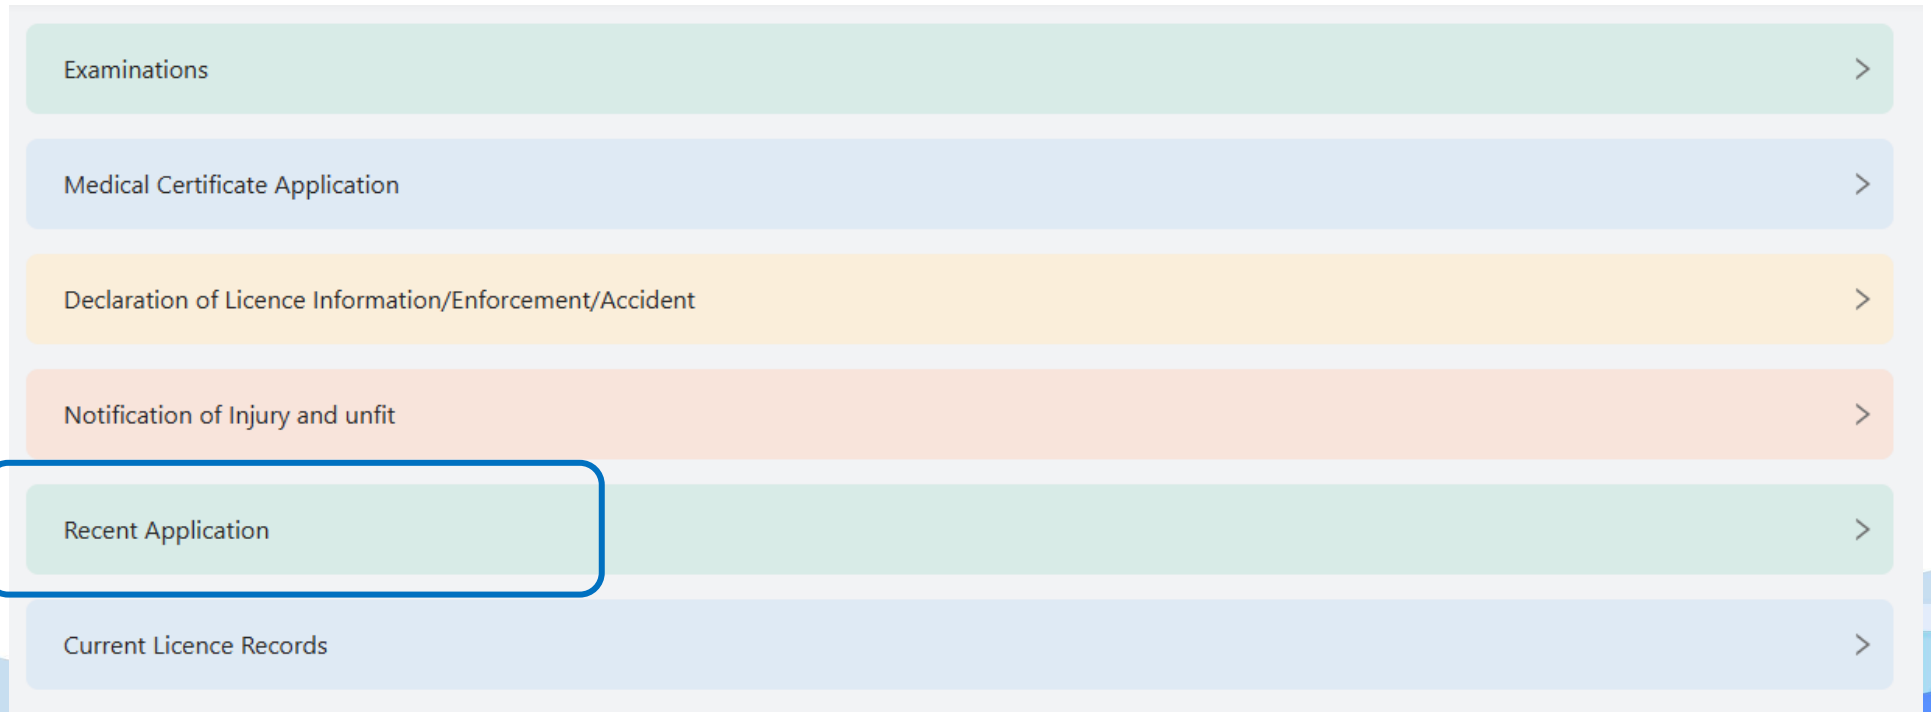 Examinations
Medical Certificate Application
Declaration of Licence Information/Enforcement/Accident
Notification of Injury and unfit
Recent Application
Current Licence Records